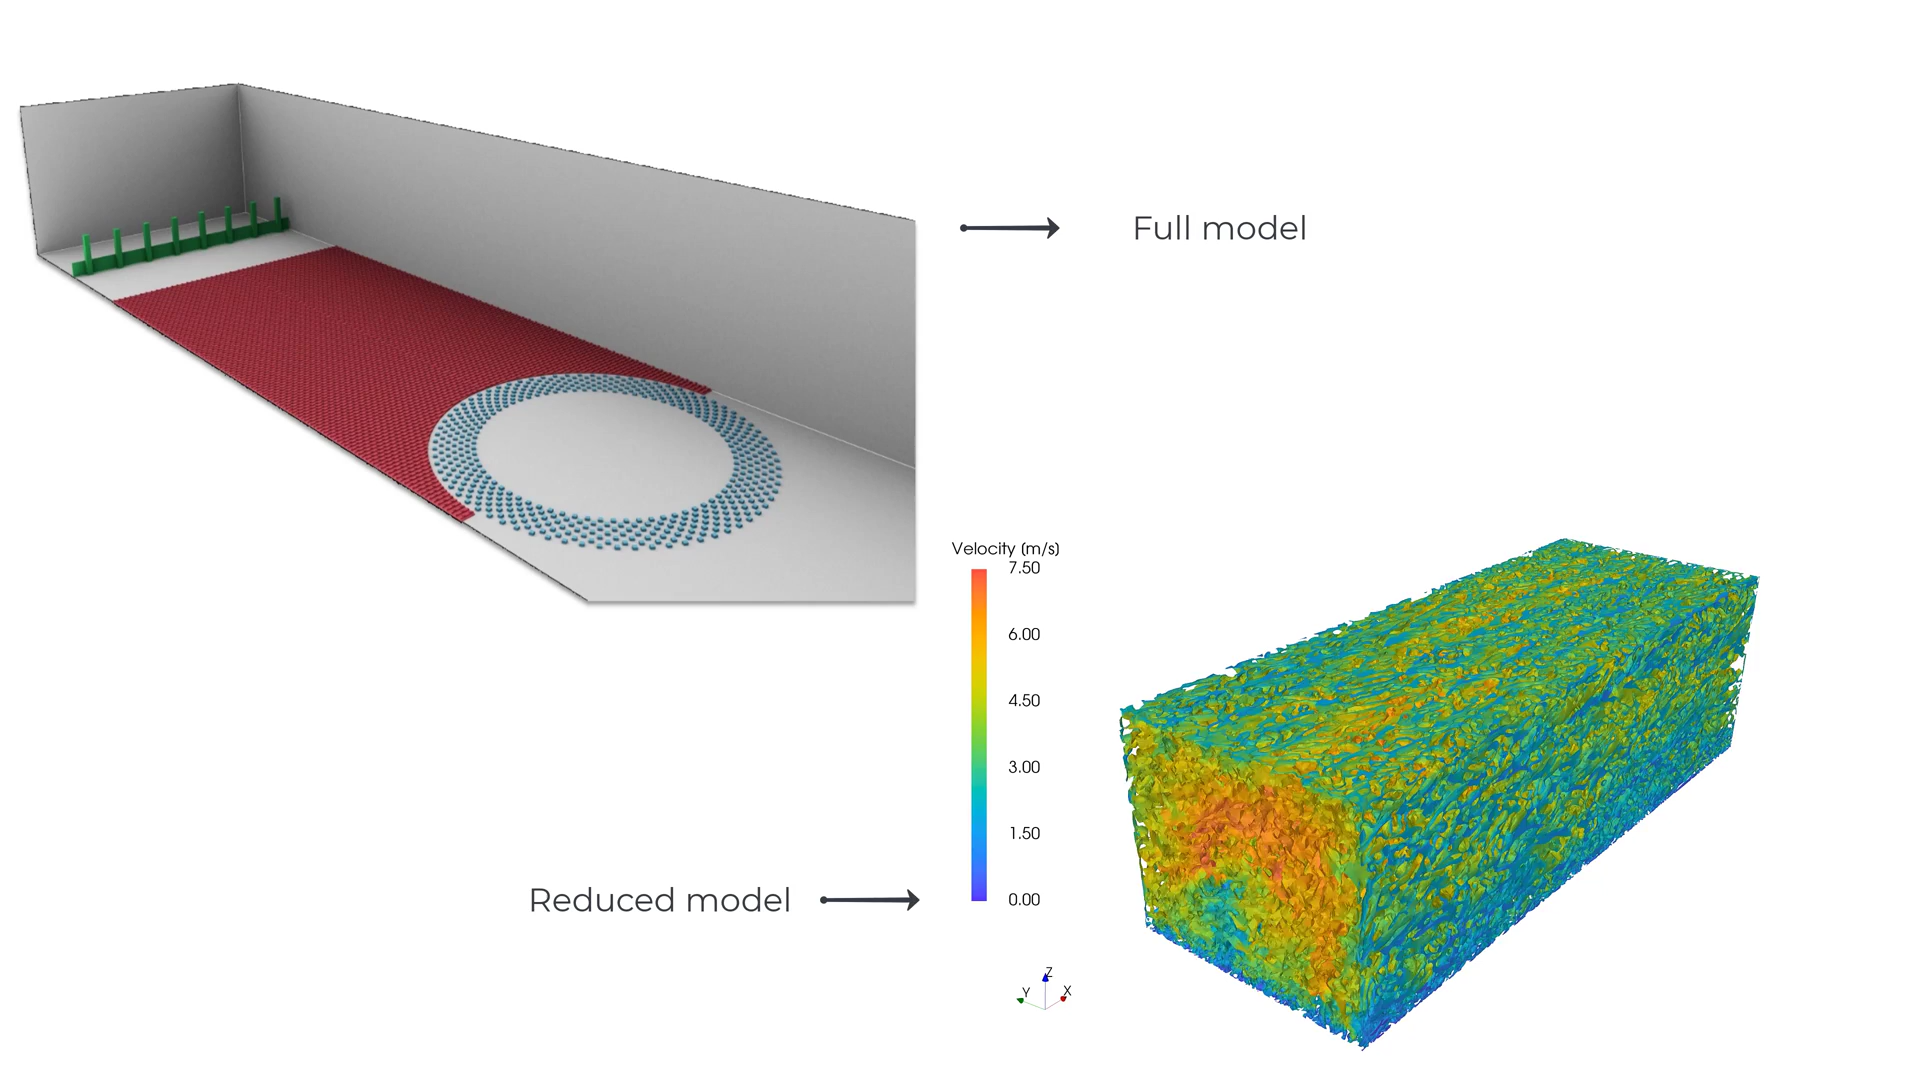 Full model
Velocity (m/s)
7.50
6.00
4.50
3.00
1.50
0.00
Reduced model
Z
Y
X